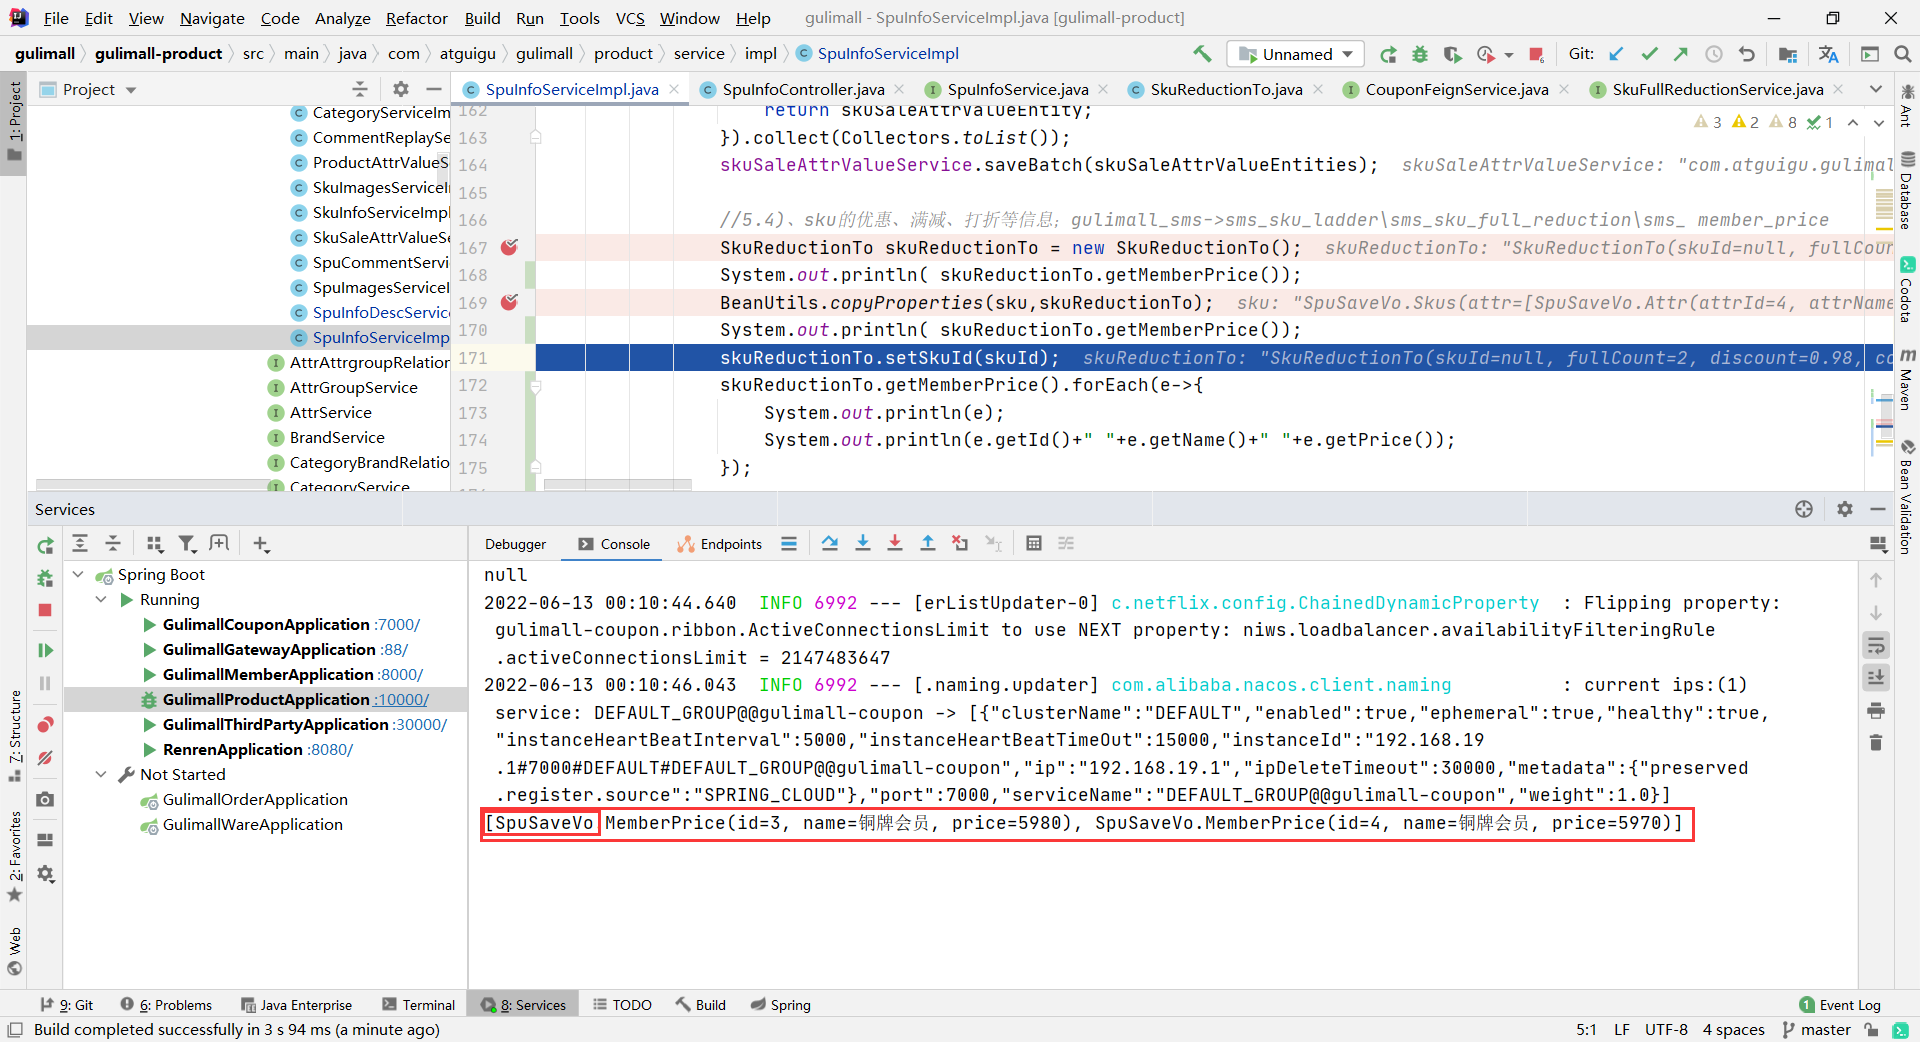 File Edit View Navigate Code Analyze Refactor Build Run Tools VCS Window Help gulimall - SpuInfoServiceImpl.java [gulimall-product]
gulimall gulimall-product src main java com atguigu gulimall product service impl SpuInfoServiceImpl Unnamed Git:
Project SpuInfoServiceImpl.java SpuInfoController.java SpuInfoService.java SkuReductionTo.java CouponFeignService.java SkuFullReductionService.java
1: Project
CategoryServiceIm
CommentReplaySe
ProductAttrValueS
SkuImagesServiceI
SkuInfoServiceImpl
SkuSaleAttrValueSe
SpuCommentServi
SpuImagesServiceI
SpuInfoDescService
SpuInfoServiceImp
AttrAttrgroupRelation
AttrGroupService
AttrService
BrandService
CategoryBrandRelatio
CategoryService
3 2 8 1
162 return skuSaleAttrValueEntity;
163 }).collect(Collectors.toList());
164 skuSaleAttrValueService.saveBatch(skuSaleAttrValueEntities); skuSaleAttrValueService: "com.atguigu.gulimal
165
166 //5.4)、sku的优惠、满减、打折等信息；gulimall_sms->sms_sku_ladder\sms_sku_full_reduction\sms_ member_price
167 SkuReductionTo skuReductionTo = new SkuReductionTo(); skuReductionTo: "SkuReductionTo(skuId=null, fullCoun
168 System.out.println( skuReductionTo.getMemberPrice());
169 BeanUtils.copyProperties(sku,skuReductionTo); sku: "SpuSaveVo.Skus(attr=[SpuSaveVo.Attr(attrId=4, attrName
170 System.out.println( skuReductionTo.getMemberPrice());
171 skuReductionTo.setSkuId(skuId); skuReductionTo: "SkuReductionTo(skuId=null, fullCount=2, discount=0.98, co
172 skuReductionTo.getMemberPrice().forEach(e->{
173 System.out.println(e);
174 System.out.println(e.getId()+" "+e.getName()+" "+e.getPrice());
175 });
Ant
Database
Codota
Maven
Bean Validation
Services
Debugger Console Endpoints
Spring Boot
Running
GulimallCouponApplication :7000/
GulimallGatewayApplication :88/
GulimallMemberApplication :8000/
GulimallProductApplication :10000/
GulimallThirdPartyApplication :30000/
RenrenApplication :8080/
Not Started
GulimallOrderApplication
GulimallWareApplication
7: Structure
2: Favorites
Web
null
2022-06-13 00:10:44.640 INFO 6992 --- [erListUpdater-0] c.netflix.config.ChainedDynamicProperty : Flipping property:
gulimall-coupon.ribbon.ActiveConnectionsLimit to use NEXT property: niws.loadbalancer.availabilityFilteringRule
.activeConnectionsLimit = 2147483647
2022-06-13 00:10:46.043 INFO 6992 --- [.naming.updater] com.alibaba.nacos.client.naming : current ips:(1)
service: DEFAULT_GROUP@@gulimall-coupon -> [{"clusterName":"DEFAULT","enabled":true,"ephemeral":true,"healthy":true,
"instanceHeartBeatInterval":5000,"instanceHeartBeatTimeOut":15000,"instanceId":"192.168.19
.1#7000#DEFAULT#DEFAULT_GROUP@@gulimall-coupon","ip":"192.168.19.1","ipDeleteTimeout":30000,"metadata":{"preserved
.register.source":"SPRING_CLOUD"},"port":7000,"serviceName":"DEFAULT_GROUP@@gulimall-coupon","weight":1.0}]
[SpuSaveVo MemberPrice(id=3, name=铜牌会员, price=5980), SpuSaveVo.MemberPrice(id=4, name=铜牌会员, price=5970)]
9: Git 6: Problems Java Enterprise Terminal 8: Services TODO Build Spring 1 Event Log
Build completed successfully in 3 s 94 ms (a minute ago) 5:1 LF UTF-8 4 spaces master